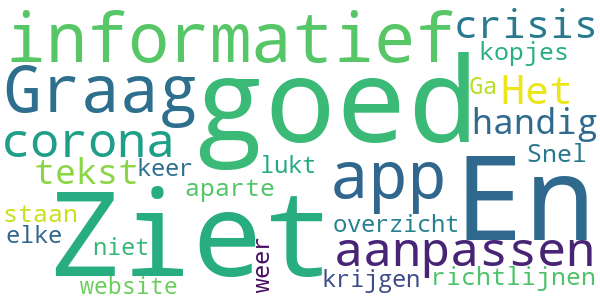 informatief crisis
kopjes
Graag goed Ga Het
corona handig
Snel
tekst keer lukt app En
aparte
staan Ziet overzicht
elke niet weer aanpassen
website krijgen richtlijnen